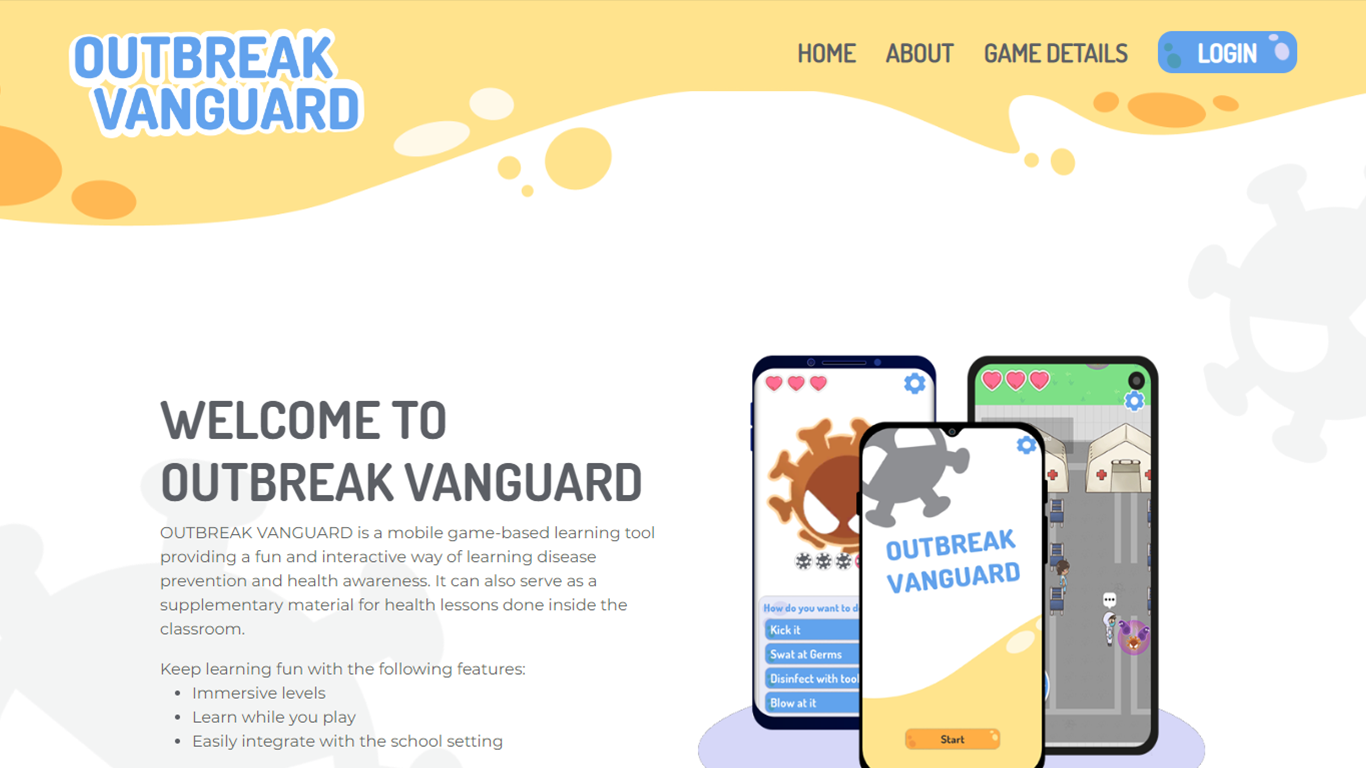 OUTBREAK
VANGUARD
HOME ABOUT GAME DETAILS LOGIN
WELCOME TO
OUTBREAK VANGUARD
OUTBREAK VANGUARD is a mobile game-based learning tool
providing a fun and interactive way of learning disease
prevention and health awareness. It can also serve as a
supplementary material for health lessons done inside the
classroom.
Keep learning fun with the following features:
• Immersive levels
• Learn while you play
• Easily integrate with the school setting
How do you want to d
Kick it
Swat at Germs
Disinfect with tool
Blow at it
OUTBREAK
VANGUARD
Start